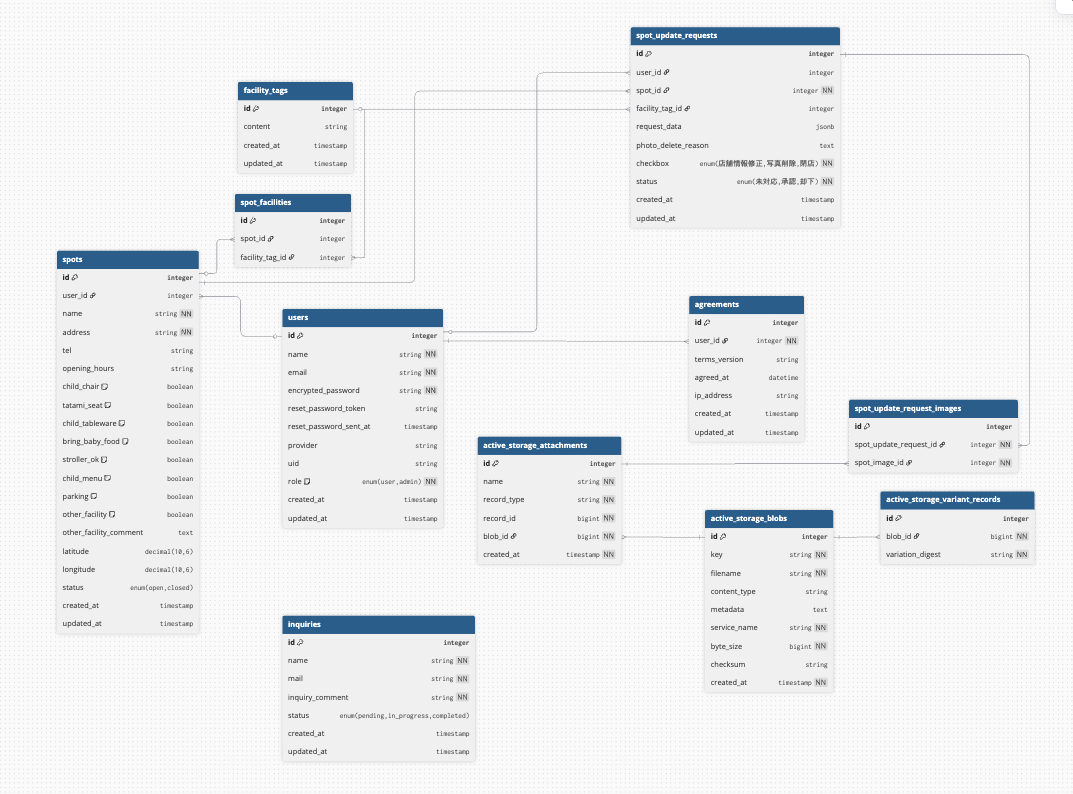 spot_update_requests
id integer
user_id integer
spot_id integer NN
facility_tag_id integer
request_data jsonb
photo_delete_reason text
checkbox enum(店舗情報修正,写真削除,閉店) NN
status enum(未対応,承認,却下) NN
created_at timestamp
updated_at timestamp
facility_tags
id integer
content string
created_at timestamp
updated_at timestamp
spot_facilities
id integer
spot_id integer
facility_tag_id integer
spots
id integer
user_id integer
name string NN
address string NN
tel string
opening_hours string
child_chair boolean
tatami_seat boolean
child_tableware boolean
bring_baby_food boolean
stroller_ok boolean
child_menu boolean
parking boolean
other_facility boolean
other_facility_comment text
latitude decimal(10,6)
longitude decimal(10,6)
status enum(open,closed)
created_at timestamp
updated_at timestamp
users
id integer
name string NN
email string NN
encrypted_password string NN
reset_password_token string
reset_password_sent_at timestamp
provider string
uid string
role enum(user,admin) NN
created_at timestamp
updated_at timestamp
agreements
id integer
user_id integer NN
terms_version string
agreed_at datetime
ip_address string
created_at timestamp
updated_at timestamp
spot_update_request_images
id integer
spot_update_request_id integer NN
spot_image_id integer NN
active_storage_attachments
id integer
name string NN
record_type string NN
record_id bigint NN
blob_id bigint NN
created_at timestamp NN
active_storage_variant_records
id integer
blob_id bigint NN
variation_digest string NN
active_storage_blobs
id integer
key string NN
filename string NN
content_type string
metadata text
service_name string NN
byte_size bigint NN
checksum string
created_at timestamp NN
inquiries
id integer
name string NN
mail string NN
inquiry_comment string NN
status enum(pending,in_progress,completed)
created_at timestamp
updated_at timestamp